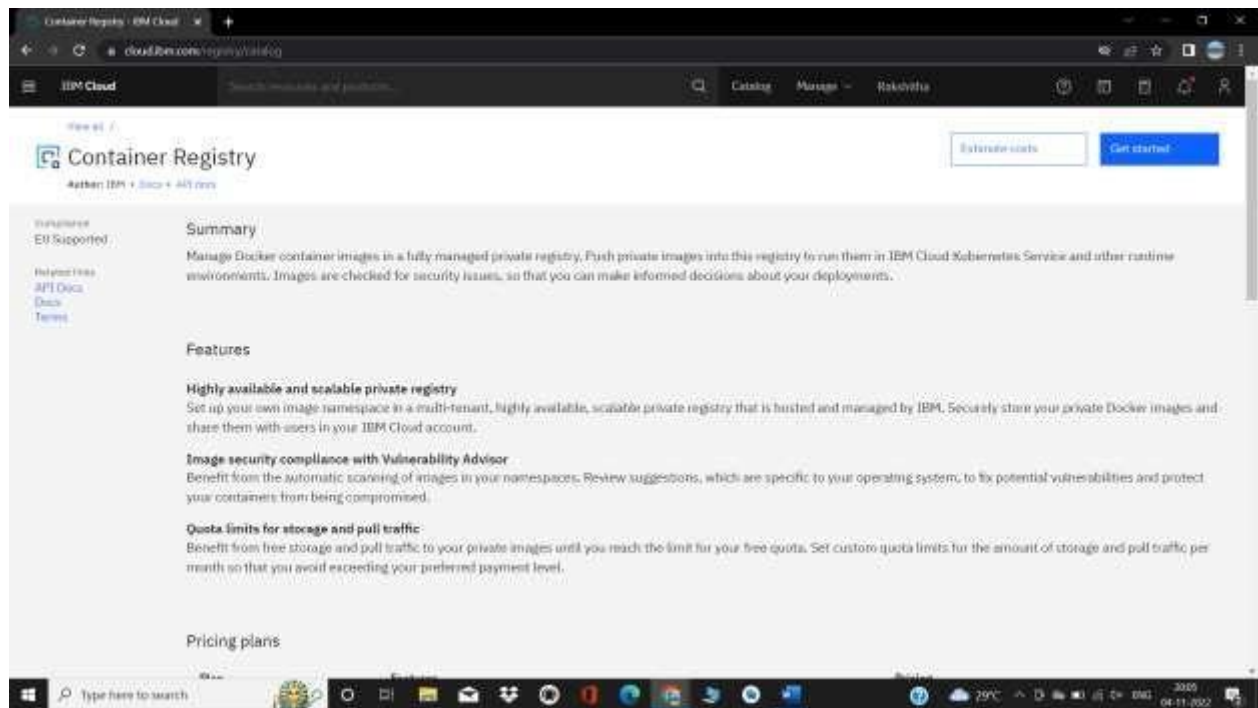 Container Registry - IBM Cloud
cloud.ibm.com/registry/catalog
IBM Cloud
Search resources and products...
Catalog
Manage
Rakshitha
View all /
Container Registry
Estimate costs
Get started
Author: IBM • Docs • API docs
Compliance
EU Supported
Related links
API Docs
Docs
Terms
Summary
Manage Docker container images in a fully managed private registry. Push private images into this registry to run them in IBM Cloud Kubernetes Service and other runtime
environments. Images are checked for security issues, so that you can make informed decisions about your deployments.
Features
Highly available and scalable private registry
Set up your own image namespace in a multi-tenant, highly available, scalable private registry that is hosted and managed by IBM. Securely store your private Docker images and
share them with users in your IBM Cloud account.
Image security compliance with Vulnerability Advisor
Benefit from the automatic scanning of images in your namespaces. Review suggestions, which are specific to your operating system, to fix potential vulnerabilities and protect
your containers from being compromised.
Quota limits for storage and pull traffic
Benefit from free storage and pull traffic to your private images until you reach the limit for your free quota. Set custom quota limits for the amount of storage and pull traffic per
month so that you avoid exceeding your preferred payment level.
Pricing plans
Plan Features Pricing
Type here to search
29°C
ENG
20:05
04-11-2022